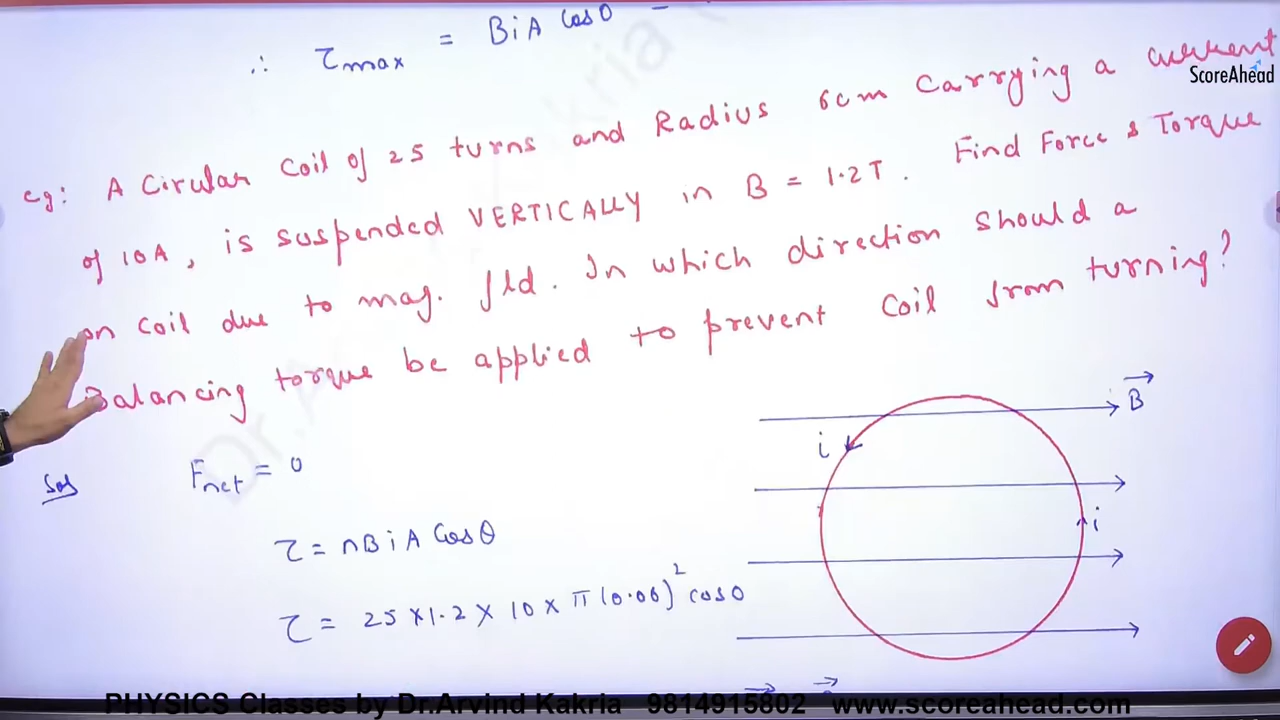 ∴ τmax = BiA Cos0
ScoreAhead
eg: A Cirular Coil of 25 turns and Radius 6cm Carrying a current
of 10A, is suspended VERTICALLY in B = 1.2T. Find Force & Torque
on coil due to mag. fld. In which direction should a
Balancing torque be applied to prevent coil from turning?
B→
i
Sol Fnet = 0
i
τ = nBiA Cosθ
τ = 25 × 1.2 × 10 × π (0.06)² cos0
PHYSICS Classes by Dr.Arvind Kakria 9814915802 www.scoreahead.com